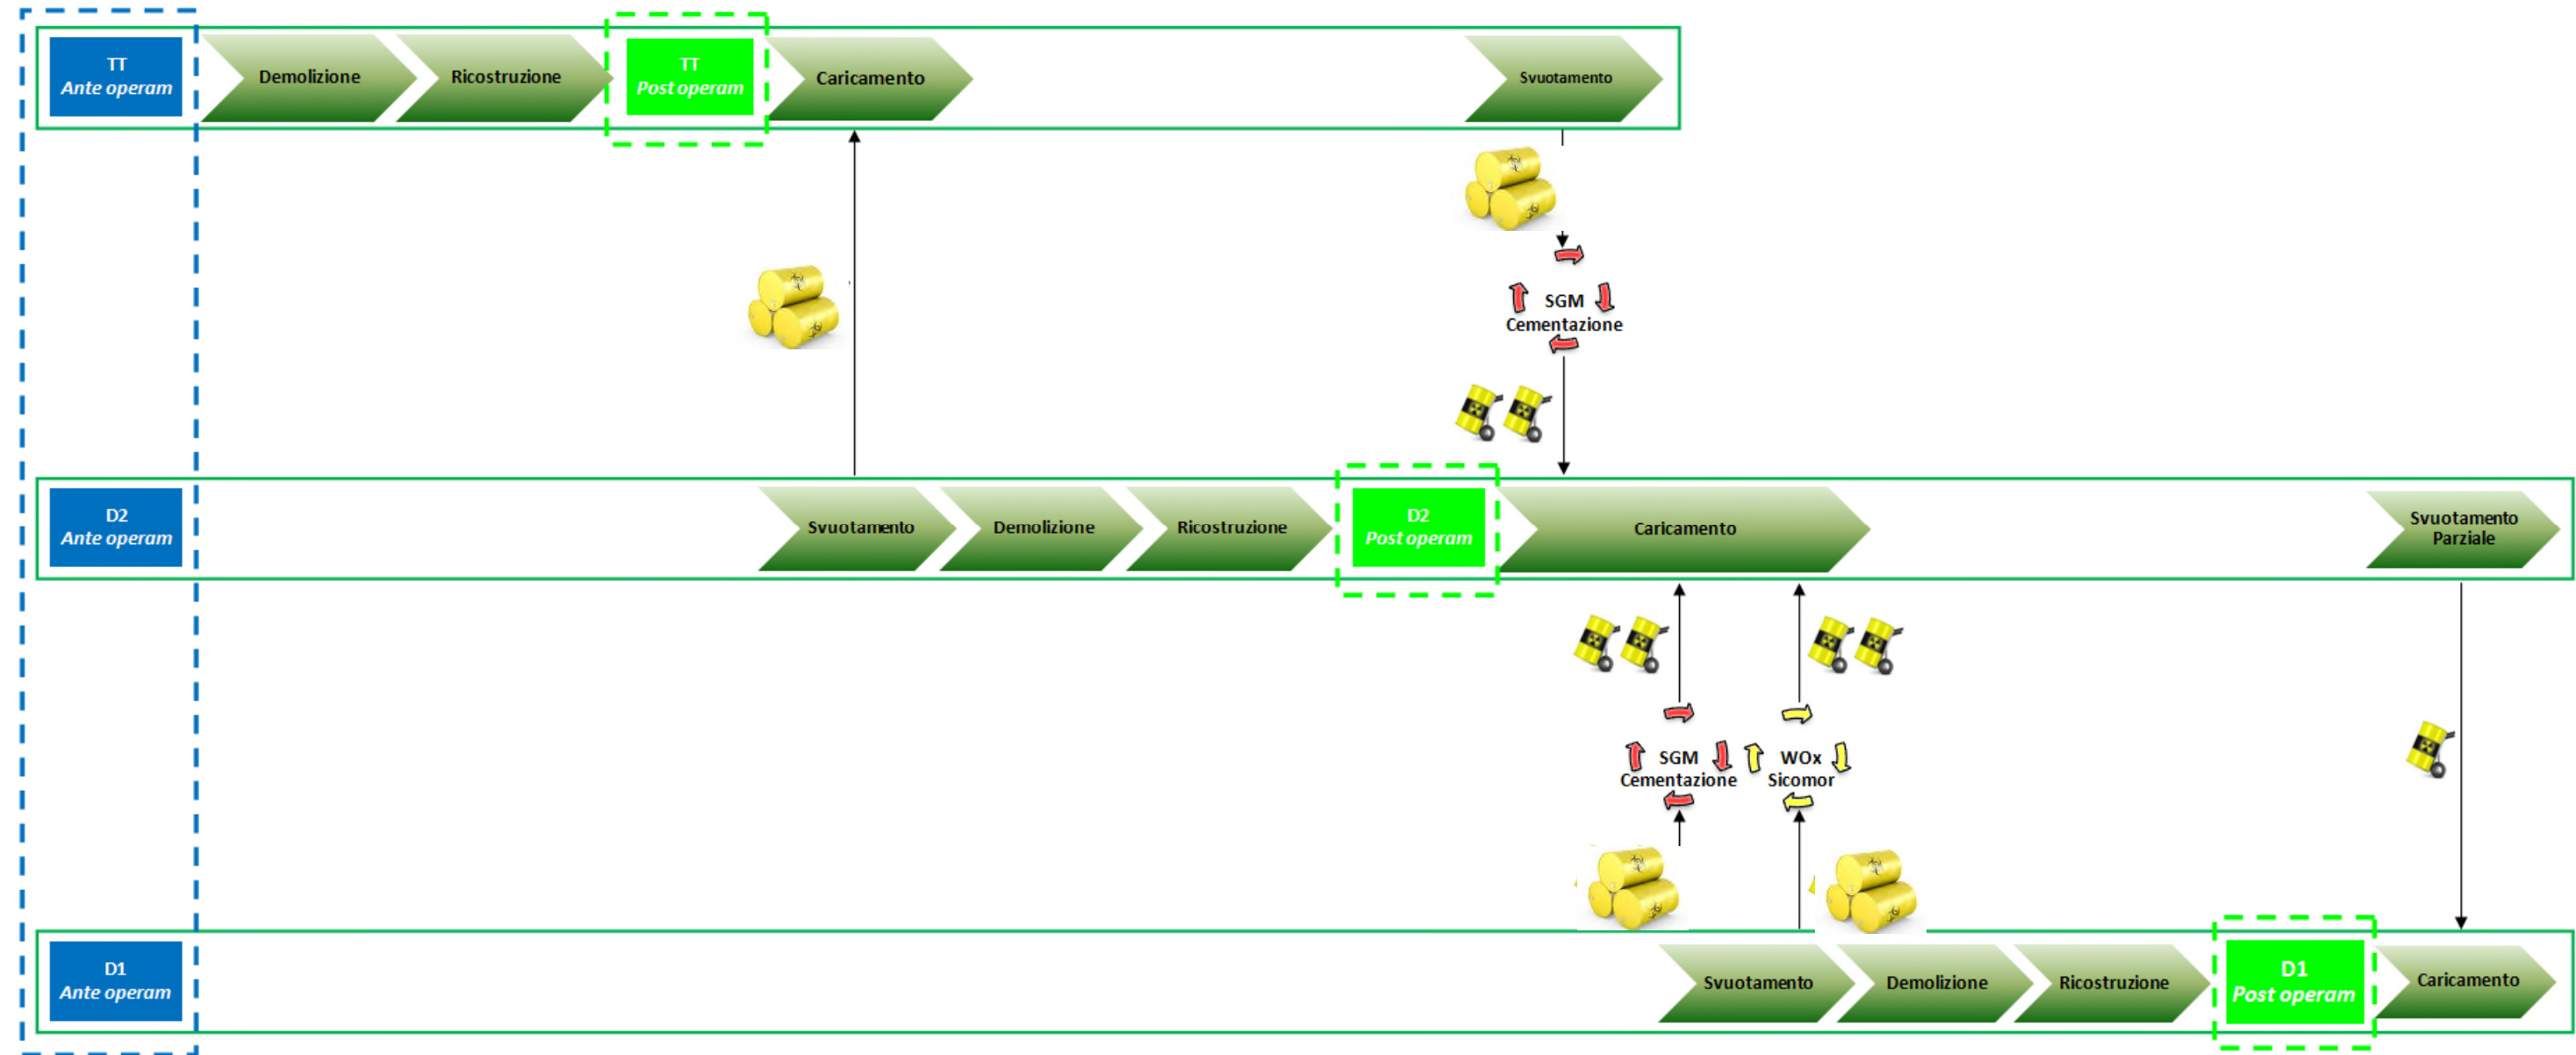 TT
Ante operam
Demolizione
Ricostruzione
TT
Post operam
Caricamento
Svuotamento
SGM
Cementazione
D2
Ante operam
Svuotamento
Demolizione
Ricostruzione
D2
Post operam
Caricamento
Svuotamento
Parziale
SGM
Cementazione
WOx
Sicomor
D1
Ante operam
Svuotamento
Demolizione
Ricostruzione
D1
Post operam
Caricamento